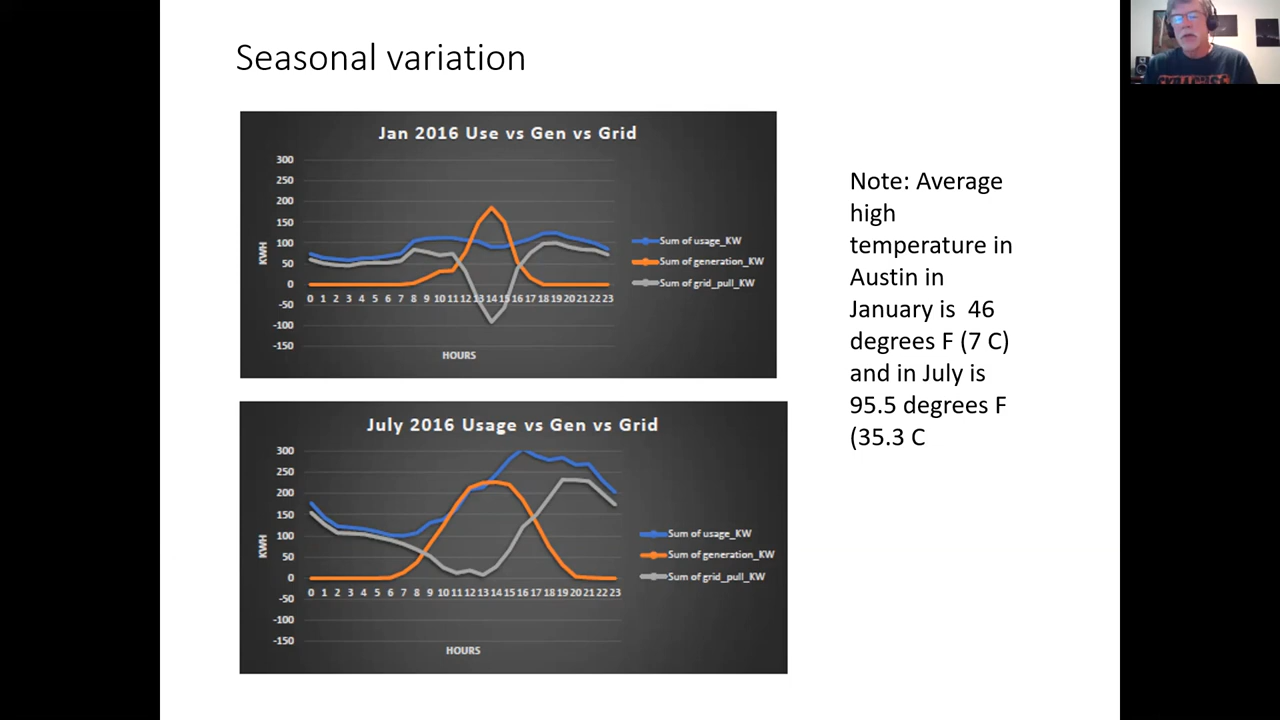 Seasonal variation
Jan 2016 Use vs Gen vs Grid
300
250
200
150
100
50
0
-50
-100
-150
KWH
0 1 2 3 4 5 6 7 8 9 10 11 12 13 14 15 16 17 18 19 20 21 22 23
HOURS
Sum of usage_KW
Sum of generation_KW
Sum of grid_pull_KW
Note: Average
high
temperature in
Austin in
January is 46
degrees F (7 C)
and in July is
95.5 degrees F
(35.3 C
July 2016 Usage vs Gen vs Grid
300
250
200
150
100
50
0
-50
-100
-150
KWH
0 1 2 3 4 5 6 7 8 9 10 11 12 13 14 15 16 17 18 19 20 21 22 23
HOURS
Sum of usage_KW
Sum of generation_KW
Sum of grid_pull_KW